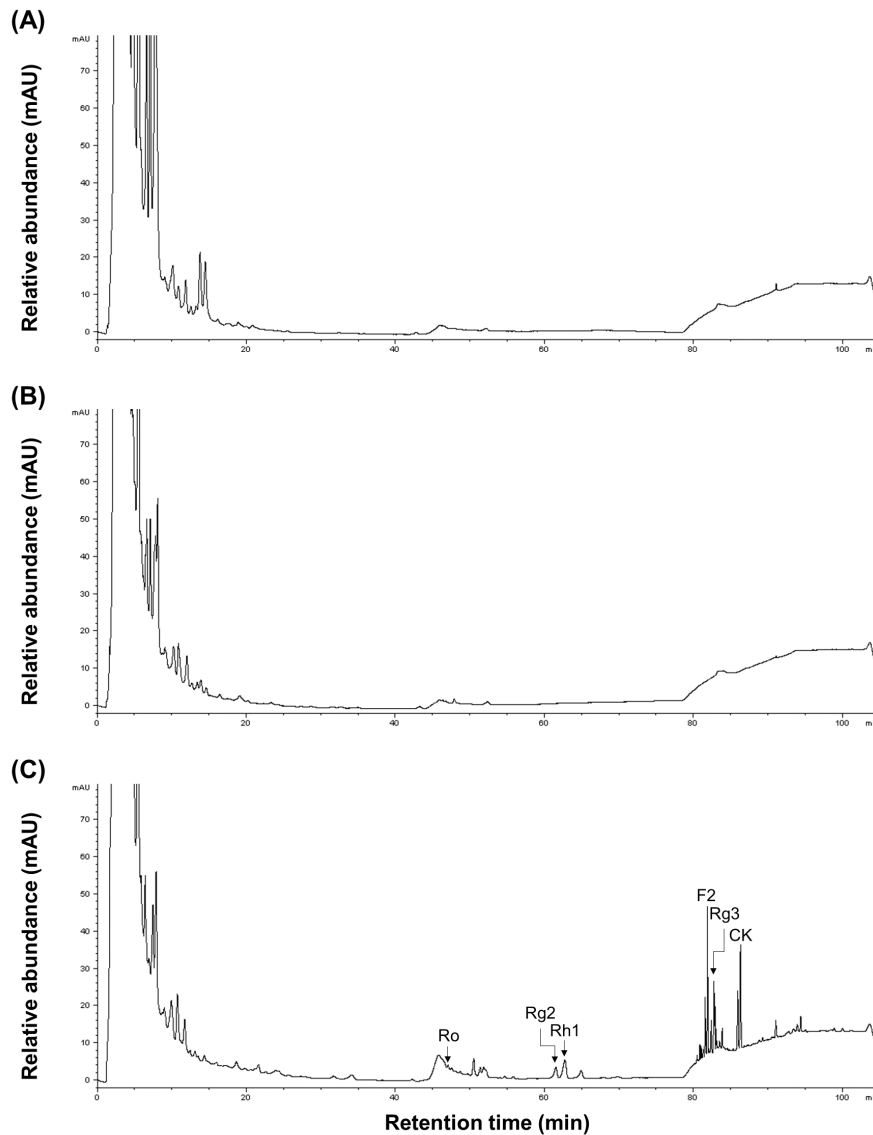 (A)
mAU
70
60
50
40
30
20
10
0
Relative abundance (mAU)
0 20 40 60 80 100 m
(B)
mAU
70
60
50
40
30
20
10
0
Relative abundance (mAU)
0 20 40 60 80 100 m
(C)
mAU
70
60
50
40
30
20
10
0
Relative abundance (mAU)
F2
Rg3
CK
Rg2
Rh1
Ro
0 20 40 60 80 100 m
Retention time (min)